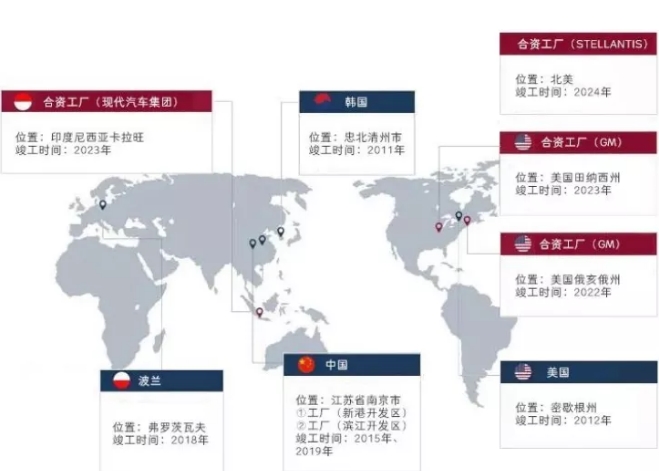 合资工厂（STELLANTIS）
位置：北美
竣工时间：2024年
合资工厂（现代汽车集团）
位置：印度尼西亚卡拉旺
竣工时间：2023年
韩国
位置：忠北清州市
竣工时间：2011年
合资工厂（GM）
位置：美国田纳西州
竣工时间：2023年
合资工厂（GM）
位置：美国俄亥俄州
竣工时间：2022年
波兰
位置：弗罗茨瓦夫
竣工时间：2018年
中国
位置：江苏省南京市
①工厂（新港开发区）
②工厂（滨江开发区）
竣工时间：2015年、
2019年
美国
位置：密歇根州
竣工时间：2012年